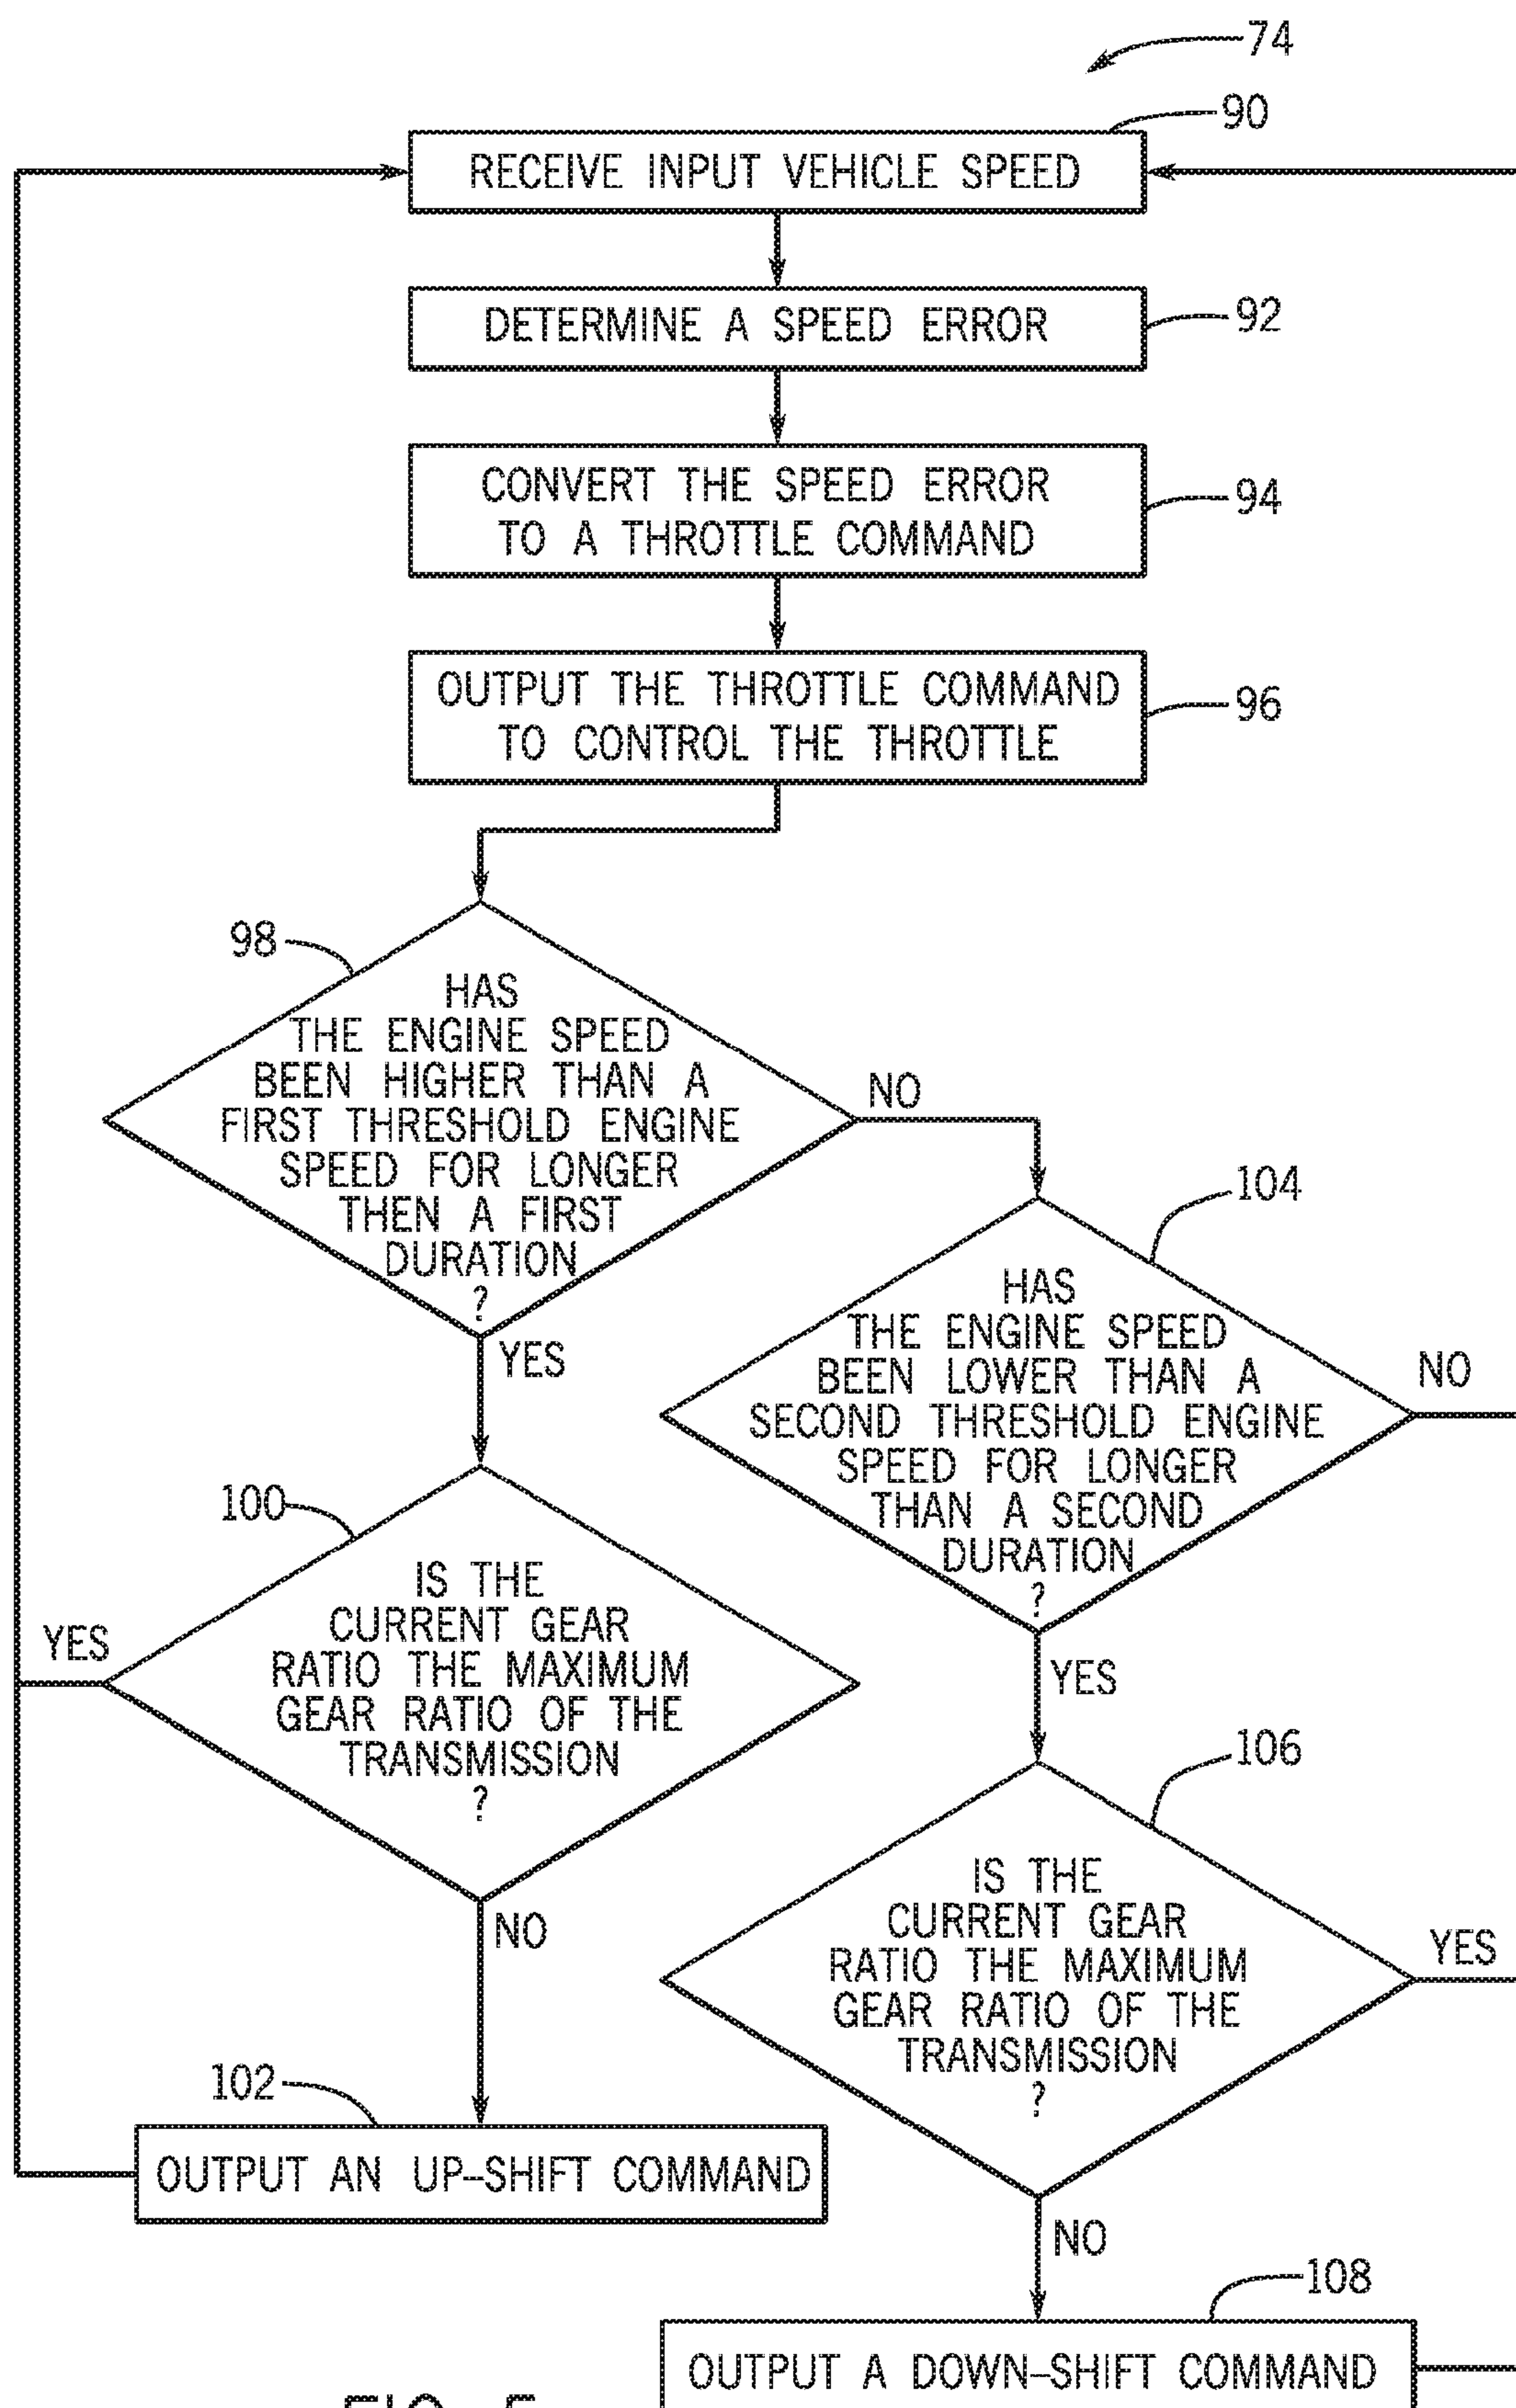 74
90
RECEIVE INPUT VEHICLE SPEED
DETERMINE A SPEED ERROR
92
CONVERT THE SPEED ERROR
TO A THROTTLE COMMAND
94
OUTPUT THE THROTTLE COMMAND
TO CONTROL THE THROTTLE
96
98
HAS
THE ENGINE SPEED
BEEN HIGHER THAN A
FIRST THRESHOLD ENGINE
SPEED FOR LONGER
THEN A FIRST
DURATION
?
NO
YES
104
HAS
THE ENGINE SPEED
BEEN LOWER THAN A
SECOND THRESHOLD ENGINE
SPEED FOR LONGER
THAN A SECOND
DURATION
?
NO
YES
100
IS THE
CURRENT GEAR
RATIO THE MAXIMUM
GEAR RATIO OF THE
TRANSMISSION
?
YES
NO
106
IS THE
CURRENT GEAR
RATIO THE MAXIMUM
GEAR RATIO OF THE
TRANSMISSION
?
YES
NO
102
OUTPUT AN UP–SHIFT COMMAND
108
OUTPUT A DOWN–SHIFT COMMAND